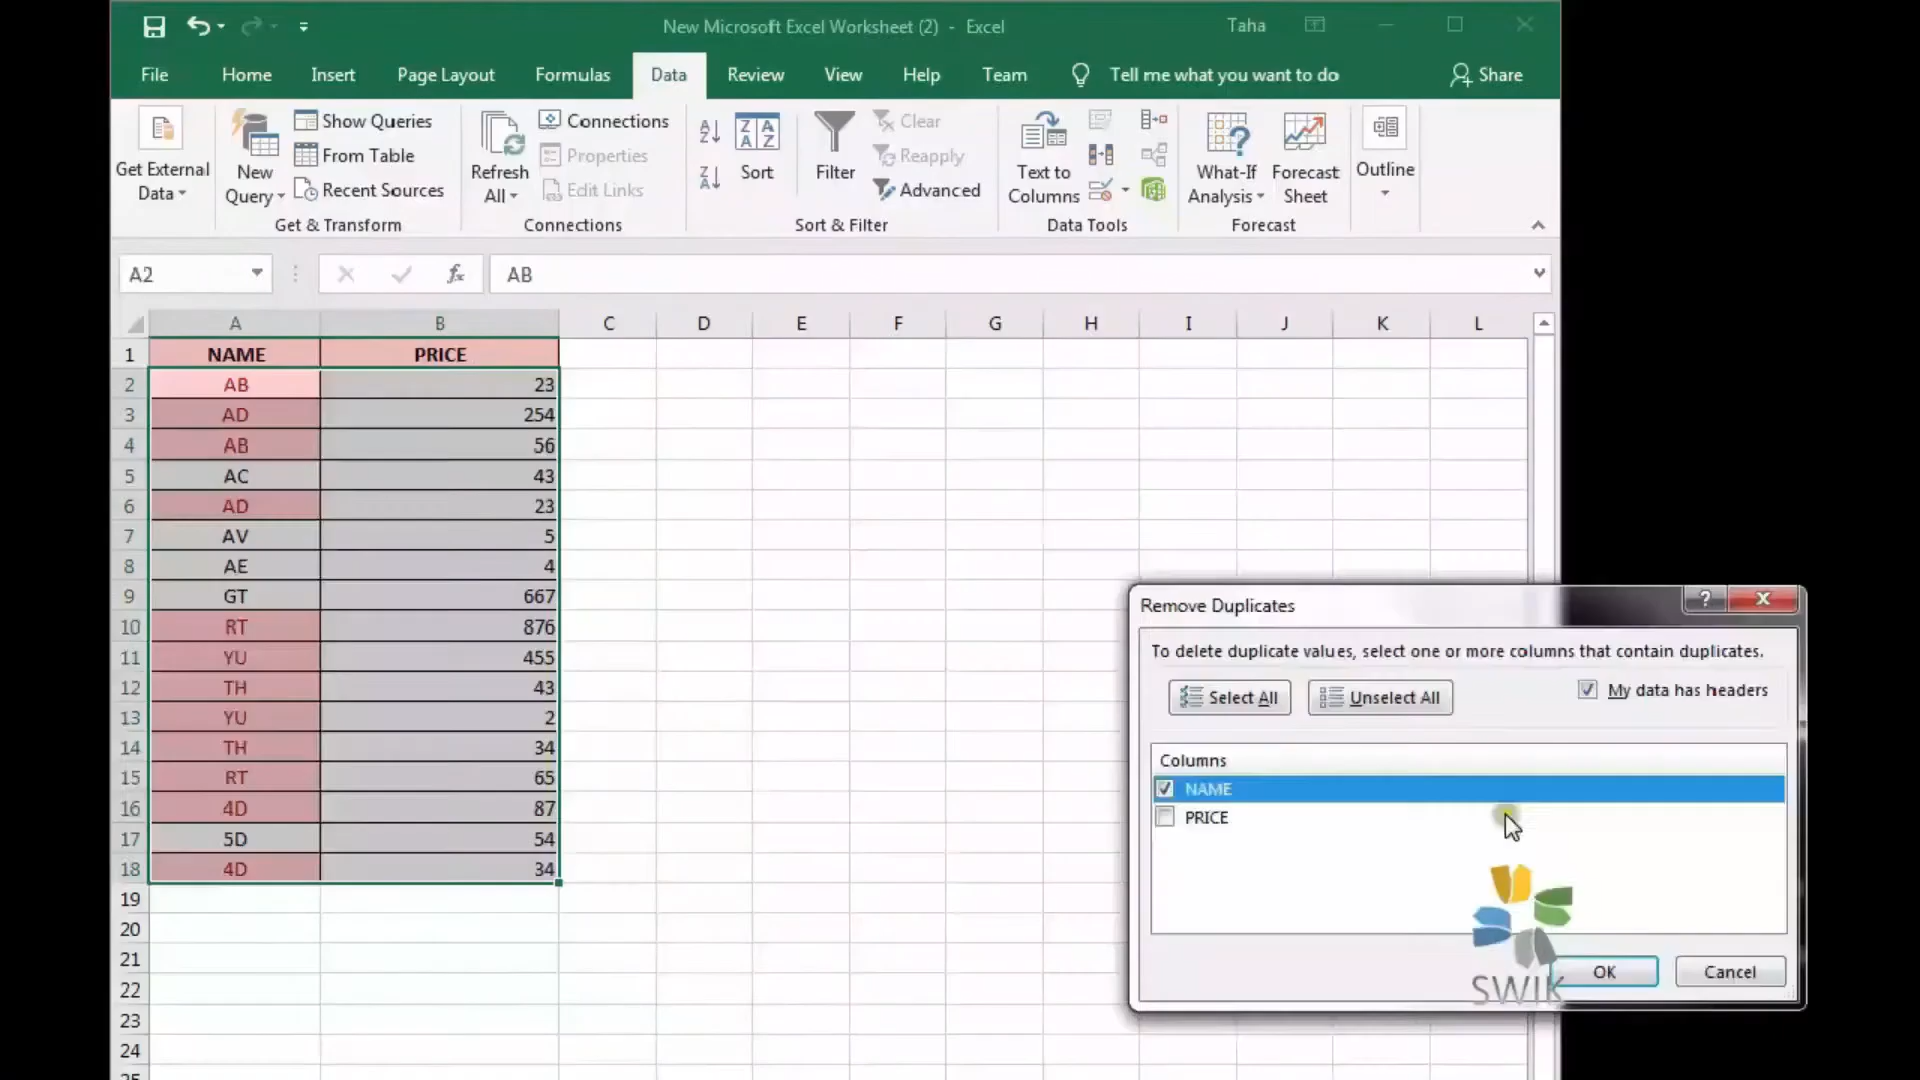 New Microsoft Excel Worksheet (2) - Excel
Taha
File Home Insert Page Layout Formulas Data Review View Help Team Tell me what you want to do Share
Get External Data
New Query
Show Queries
From Table
Recent Sources
Get & Transform
Refresh All
Connections
Properties
Edit Links
Connections
Sort
Filter
Clear
Reapply
Advanced
Sort & Filter
Text to Columns
Data Tools
What-If Analysis
Forecast Sheet
Forecast
Outline
A2 fx AB
A B C D E F G H I J K L
1 NAME PRICE
2 AB 23
3 AD 254
4 AB 56
5 AC 43
6 AD 23
7 AV 5
8 AE 4
9 GT 667
10 RT 876
11 YU 455
12 TH 43
13 YU 2
14 TH 34
15 RT 65
16 4D 87
17 5D 54
18 4D 34
19
20
21
22
23
24
25
Remove Duplicates
?
To delete duplicate values, select one or more columns that contain duplicates.
Select All Unselect All My data has headers
Columns
NAME
PRICE
OK Cancel
SWIK